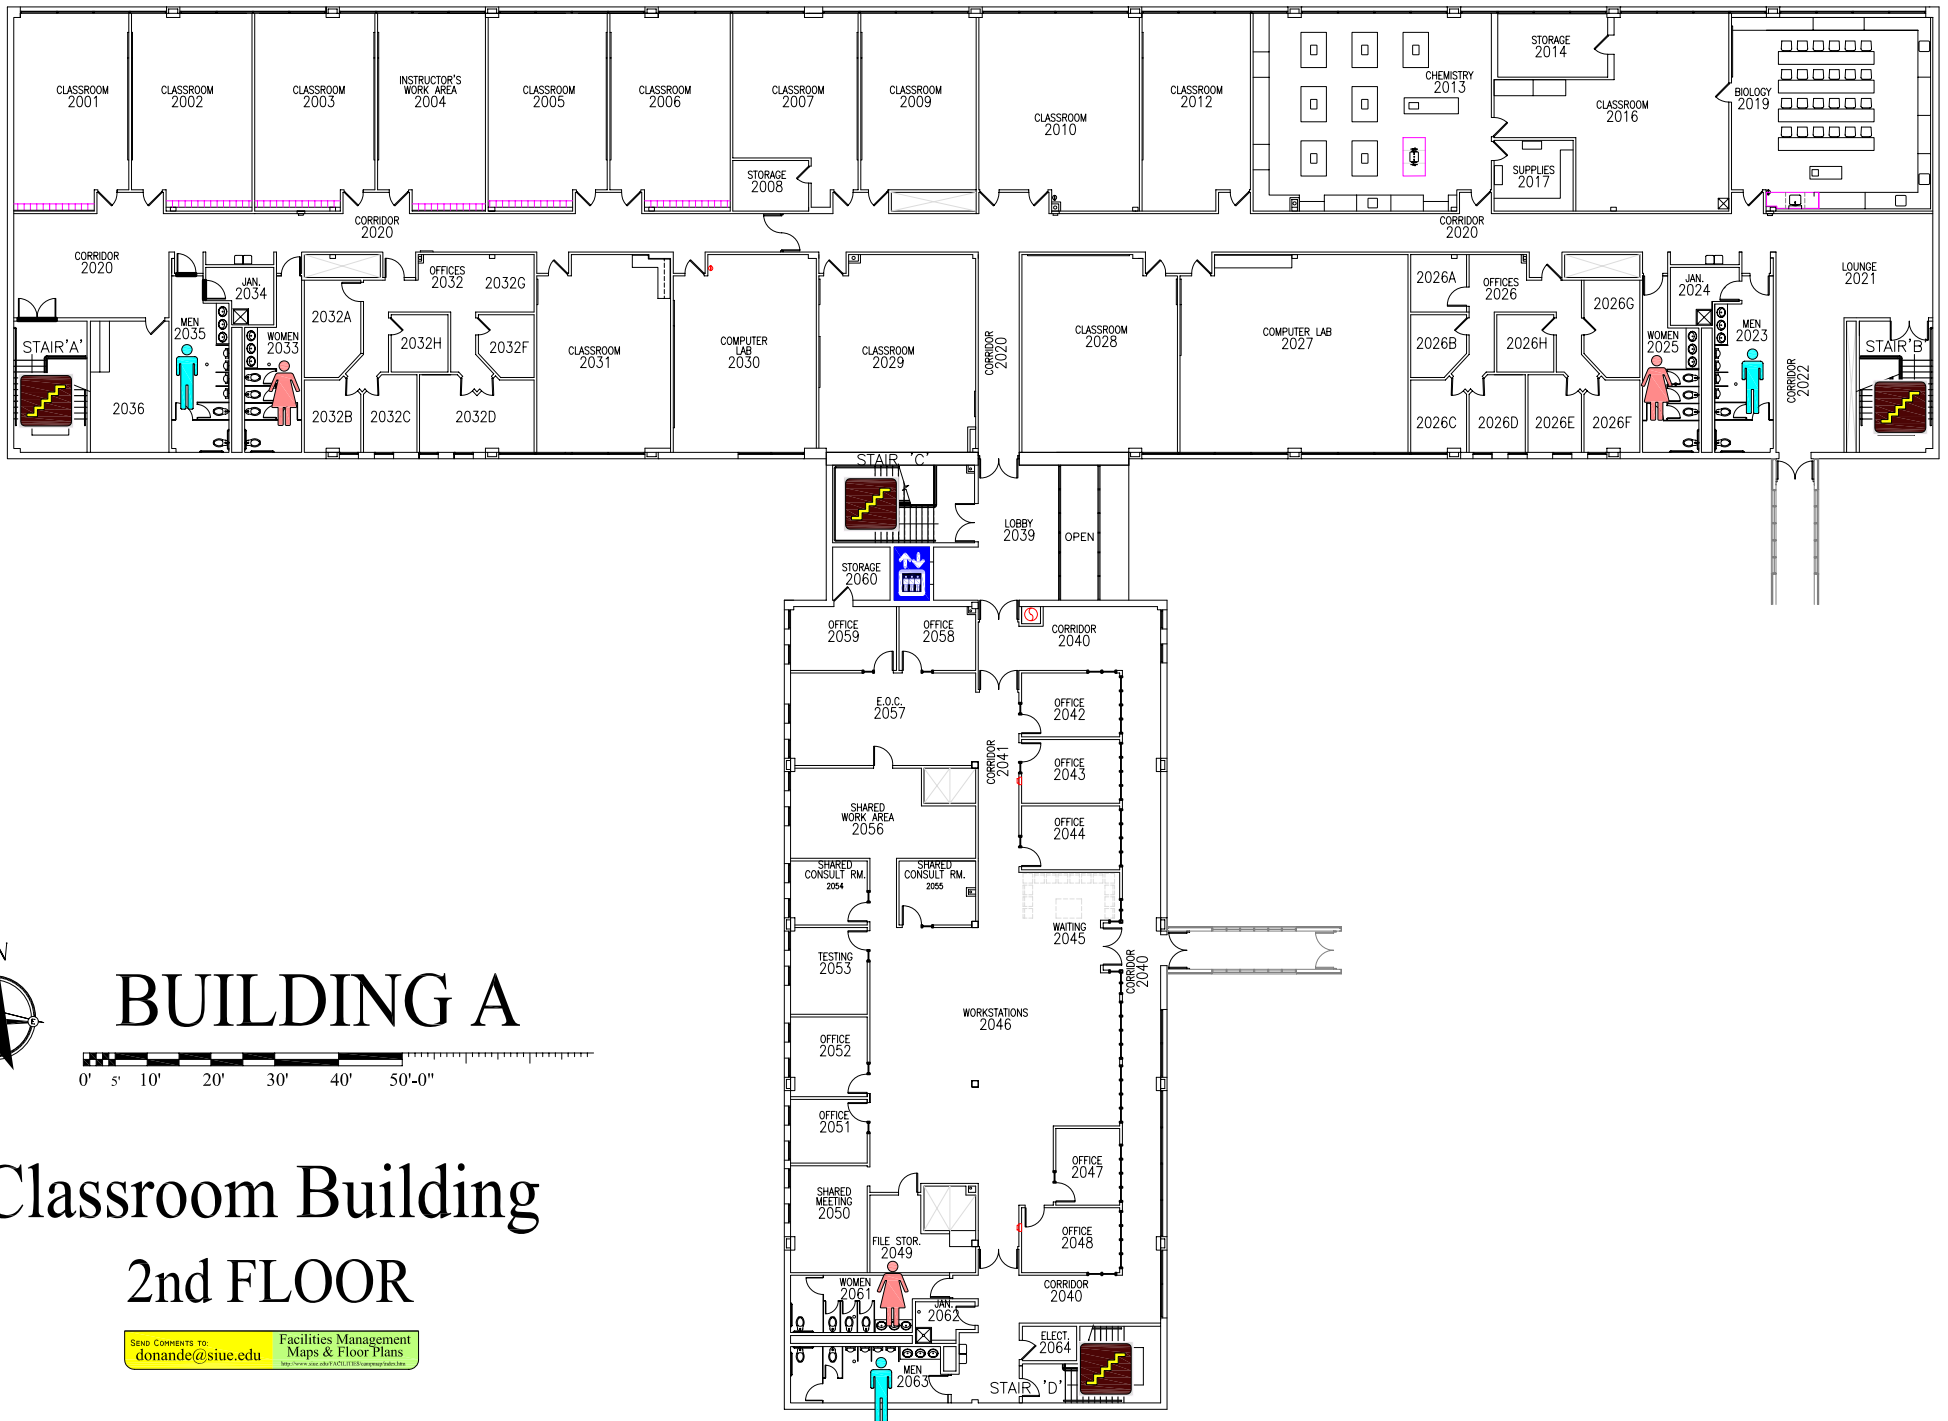 CLASSROOM
2001
CLASSROOM
2002
CLASSROOM
2003
INSTRUCTOR'S
WORK AREA
2004
CLASSROOM
2005
CLASSROOM
2006
CLASSROOM
2007
STORAGE
2008
CLASSROOM
2009
CLASSROOM
2010
CLASSROOM
2012
CHEMISTRY
2013
STORAGE
2014
CLASSROOM
2016
SUPPLIES
2017
BIOLOGY
2019
CORRIDOR
2020
CORRIDOR
2020
CORRIDOR
2020
STAIR'A'
2036
MEN
2035
JAN.
2034
WOMEN
2033
OFFICES
2032
2032A
2032B
2032C
2032D
2032F
2032G
2032H
CLASSROOM
2031
COMPUTER
LAB
2030
CLASSROOM
2029
CORRIDOR
2020
CLASSROOM
2028
COMPUTER LAB
2027
OFFICES
2026
2026A
2026B
2026C
2026D
2026E
2026F
2026G
2026H
WOMEN
2025
JAN.
2024
MEN
2023
CORRIDOR
2022
LOUNGE
2021
STAIR'B'
STAIR 'C'
LOBBY
2039
OPEN
STORAGE
2060
OFFICE
2059
OFFICE
2058
CORRIDOR
2040
E.O.C.
2057
CORRIDOR
2041
OFFICE
2042
OFFICE
2043
OFFICE
2044
SHARED
WORK AREA
2056
SHARED
CONSULT RM.
2054
SHARED
CONSULT RM.
2055
WAITING
2045
CORRIDOR
2040
TESTING
2053
WORKSTATIONS
2046
OFFICE
2052
OFFICE
2051
OFFICE
2047
SHARED
MEETING
2050
FILE STOR.
2049
OFFICE
2048
WOMEN
2061
JAN.
2062
CORRIDOR
2040
ELECT.
2064
MEN
2063
STAIR 'D'
N
E
BUILDING A
0' 5' 10' 20' 30' 40' 50'-0"
Classroom Building
2nd FLOOR
SEND COMMENTS TO:
donande@siue.edu
Facilities Management
Maps & Floor Plans